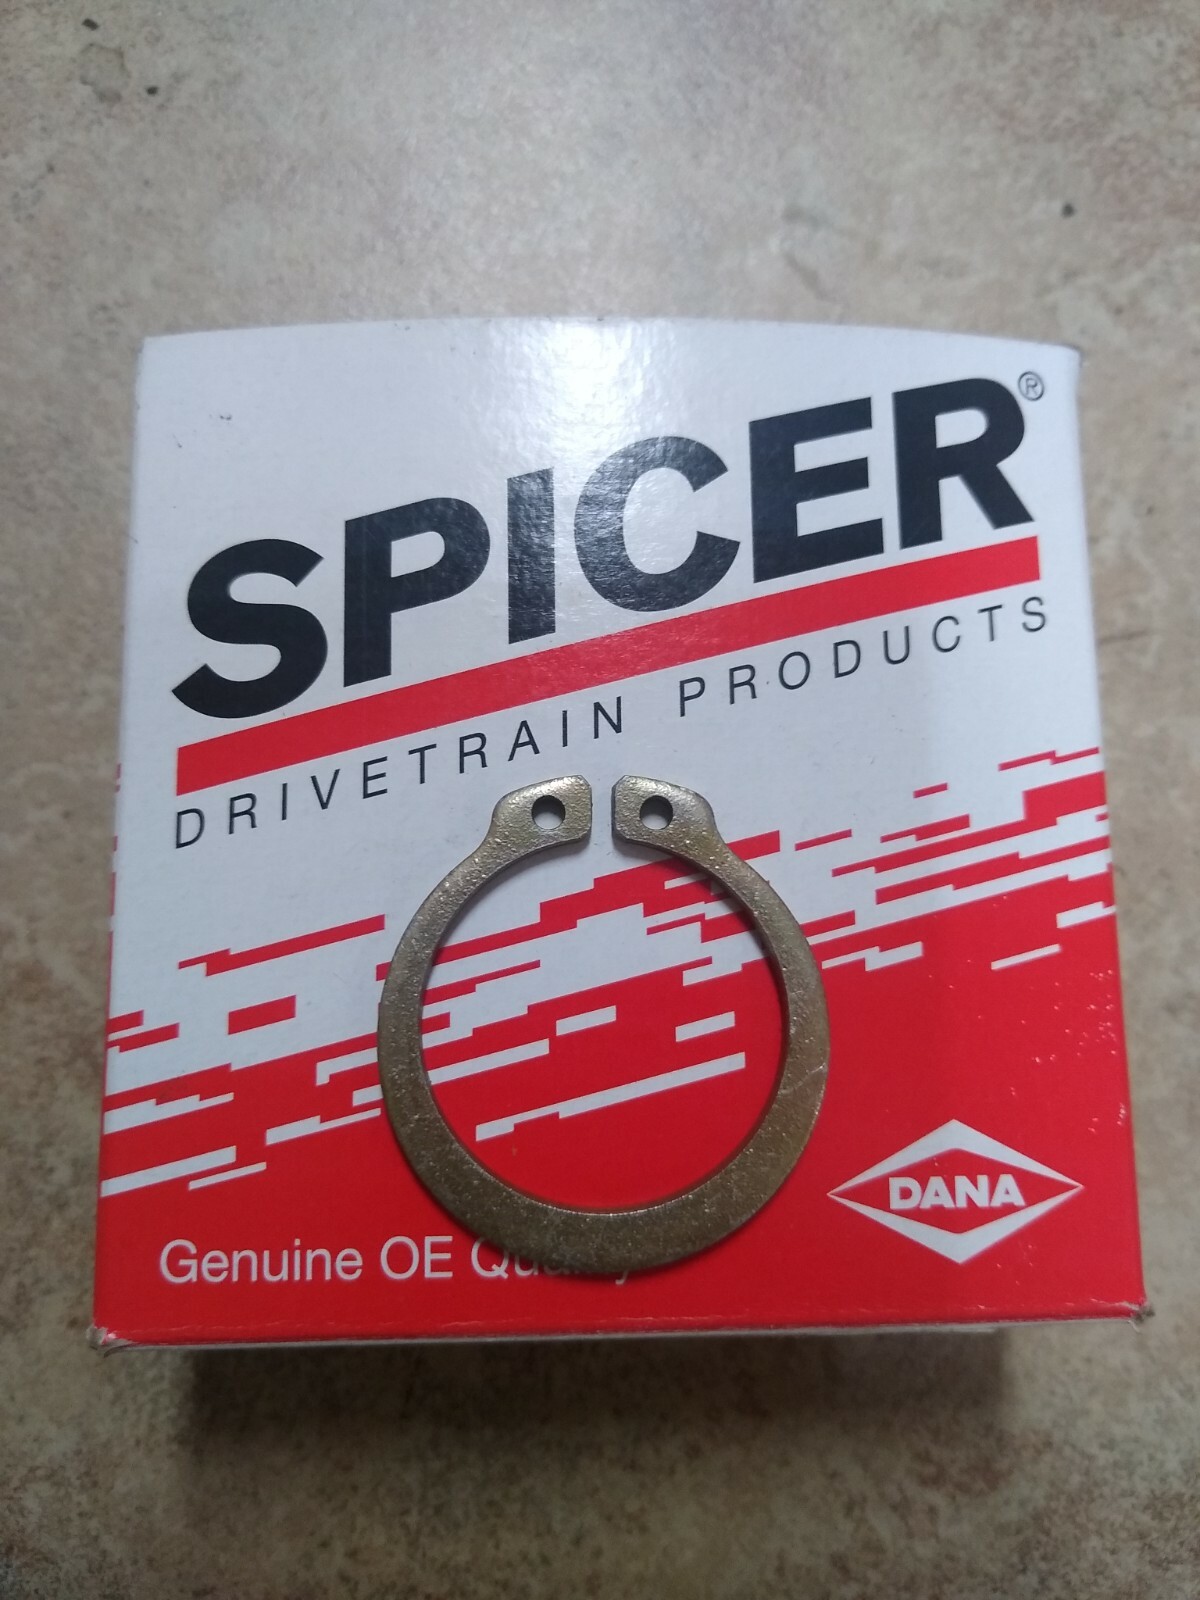 SPICER®
DRIVETRAIN PRODUCTS
DANA
Genuine OE